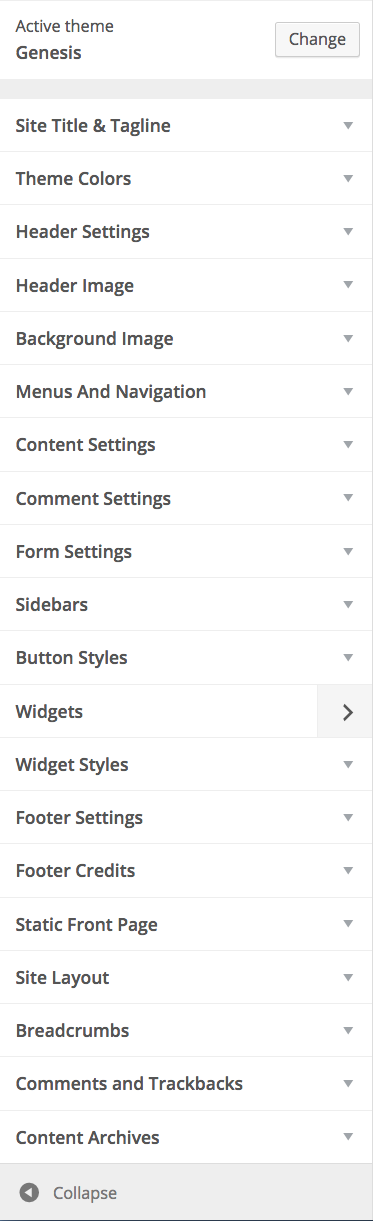 Active theme
Genesis
Change
Site Title & Tagline
Theme Colors
Header Settings
Header Image
Background Image
Menus And Navigation
Content Settings
Comment Settings
Form Settings
Sidebars
Button Styles
Widgets
Widget Styles
Footer Settings
Footer Credits
Static Front Page
Site Layout
Breadcrumbs
Comments and Trackbacks
Content Archives
Collapse